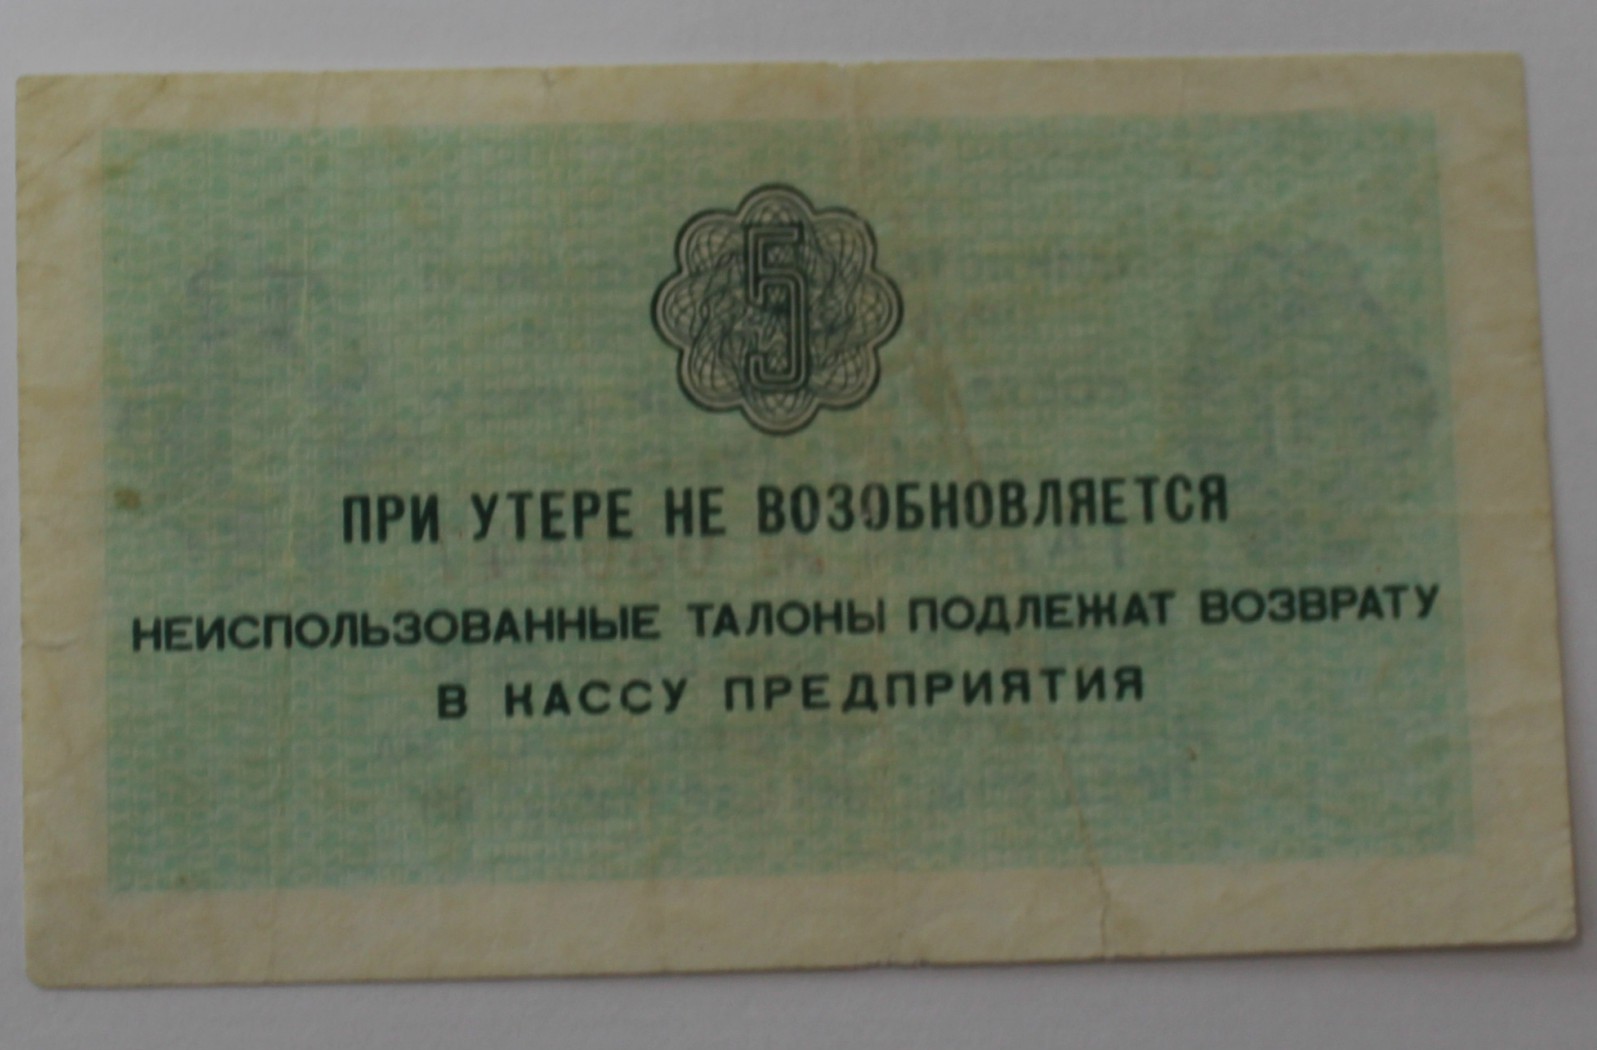 5
ПРИ УТЕРЕ НЕ ВОЗОБНОВЛЯЕТСЯ
НЕИСПОЛЬЗОВАННЫЕ ТАЛОНЫ ПОДЛЕЖАТ ВОЗВРАТУ
В КАССУ ПРЕДПРИЯТИЯ